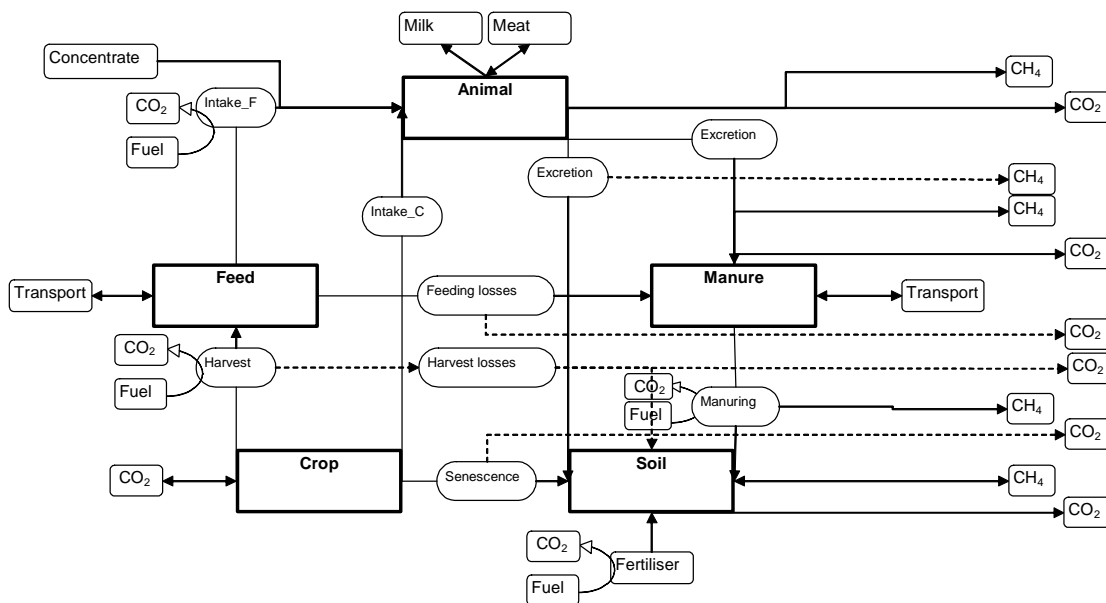 Milk
Meat
Concentrate
CH₄
Animal
CO₂
Intake_F
CO₂
Fuel
Excretion
Excretion
CH₄
CH₄
Intake_C
CO₂
Feed
Manure
Transport
Feeding losses
Transport
CO₂
CO₂
Harvest
Harvest losses
CO₂
Fuel
CO₂
Manuring
Fuel
CH₄
CO₂
Crop
Soil
CO₂
Senescence
CH₄
CO₂
CO₂
Fertiliser
Fuel